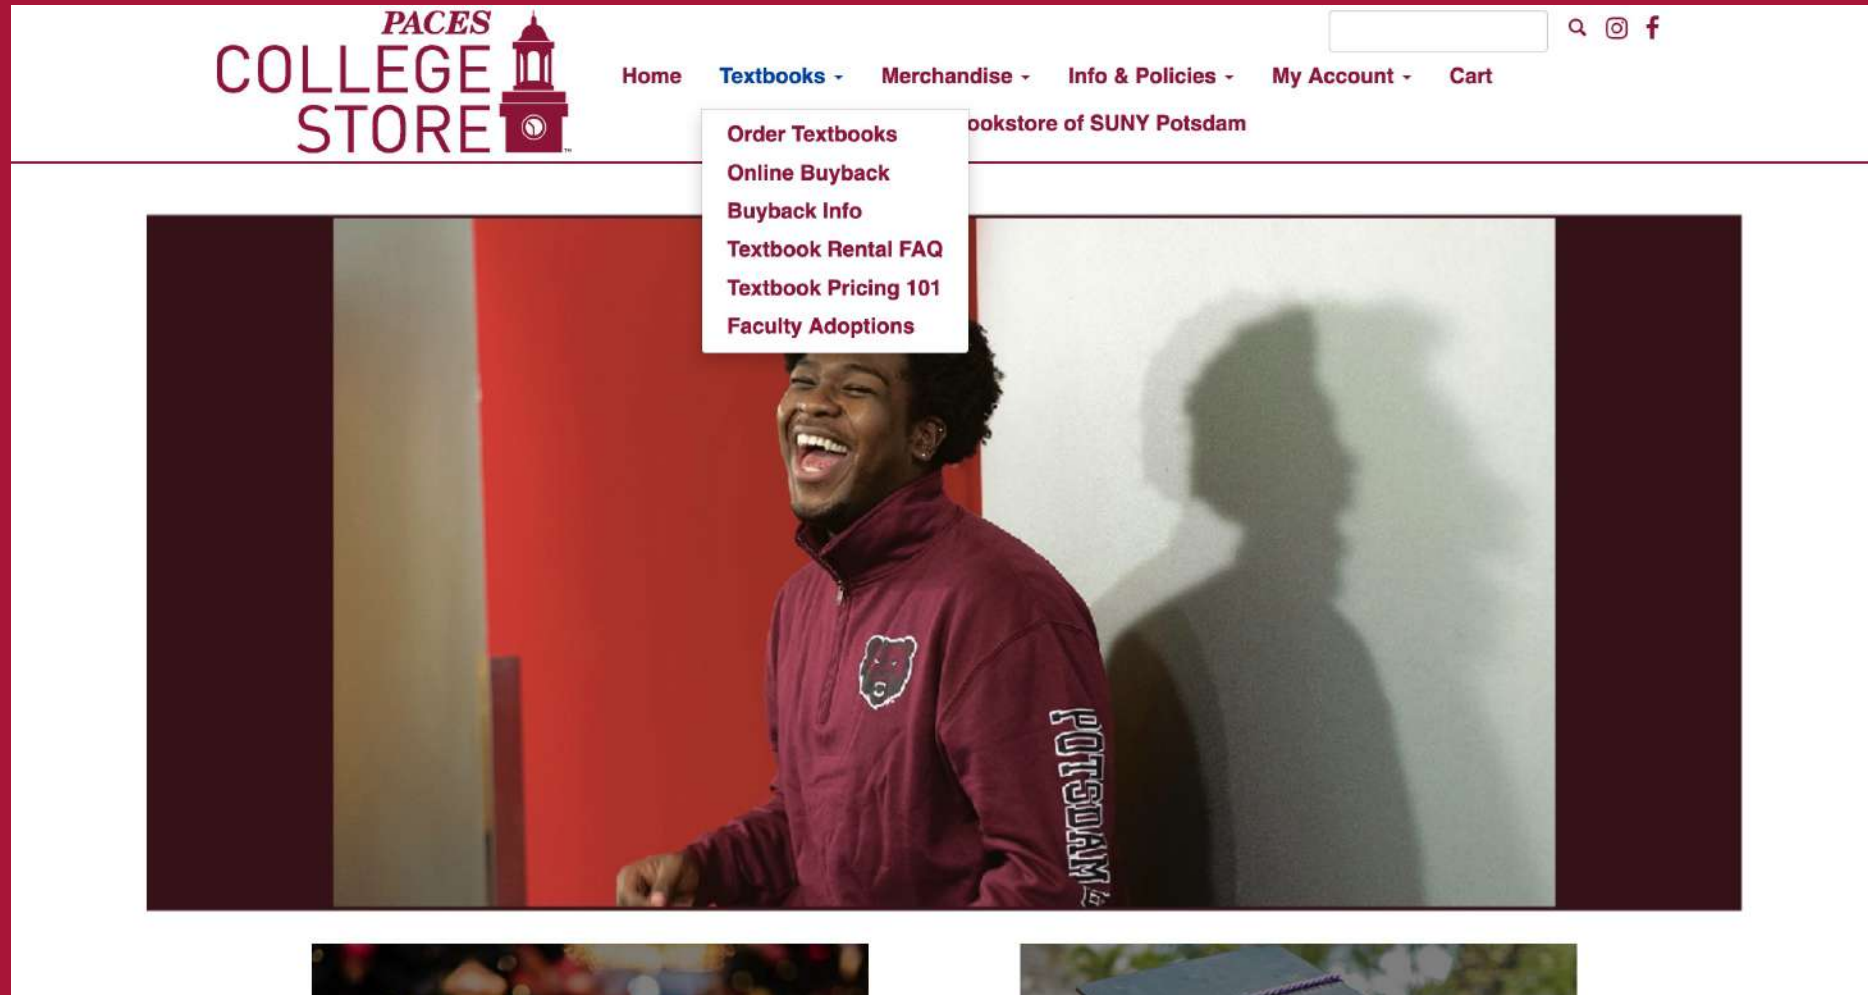 PACES
COLLEGE
STORE
Home Textbooks Merchandise Info & Policies My Account Cart
of SUNY Potsdam
Order Textbooks
Online Buyback
Buyback Info
Textbook Rental FAQ
Textbook Pricing 101
Faculty Adoptions
POTSDAM